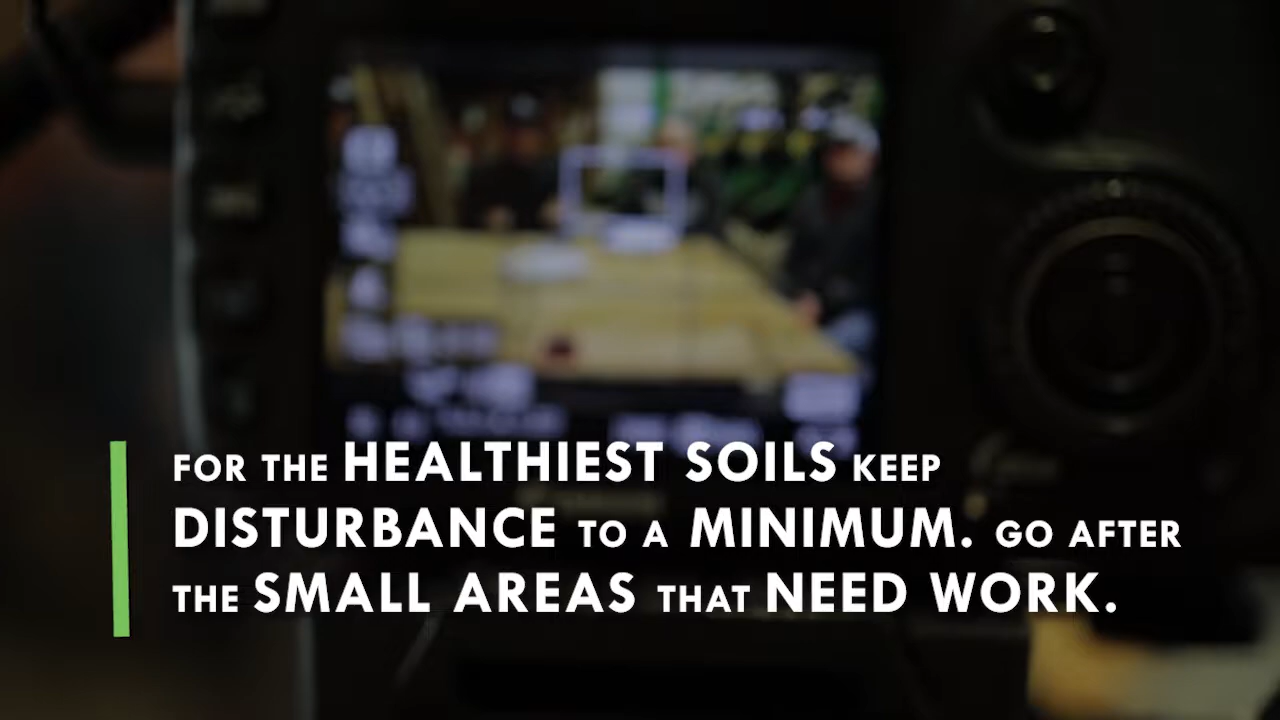 FOR THE HEALTHIEST SOILS KEEP
DISTURBANCE TO A MINIMUM. GO AFTER
THE SMALL AREAS THAT NEED WORK.